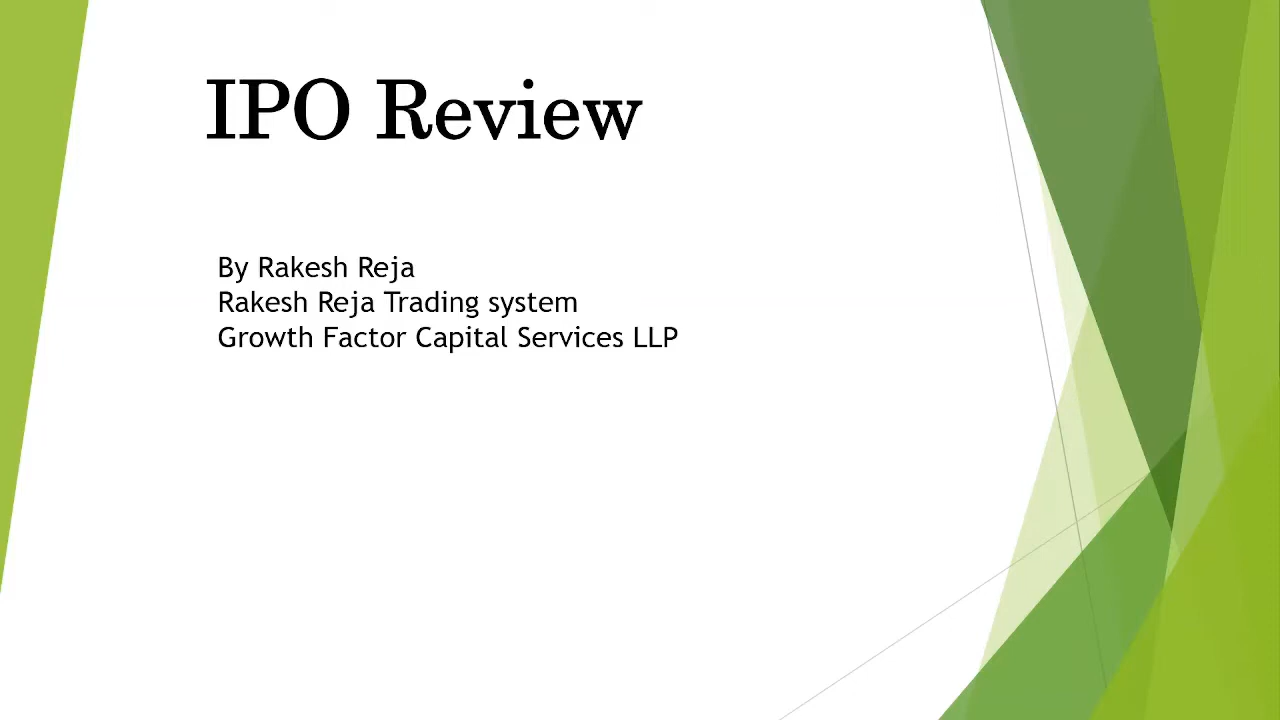 IPO Review
By Rakesh Reja
Rakesh Reja Trading system
Growth Factor Capital Services LLP